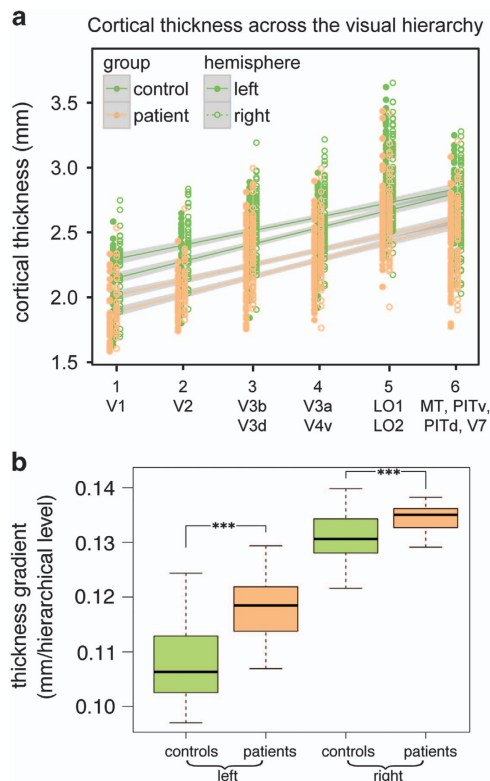 a
Cortical thickness across the visual hierarchy
group hemisphere
control left
patient right
cortical thickness (mm)
3.5
3.0
2.5
2.0
1.5
1 2 3 4 5 6
V1 V2 V3b V3a LO1 MT, PITv,
V3d V4v LO2 PITd, V7
b
thickness gradient
(mm/hierarchical level)
0.14
0.13
0.12
0.11
0.10
*** ***
controls patients controls patients
left right